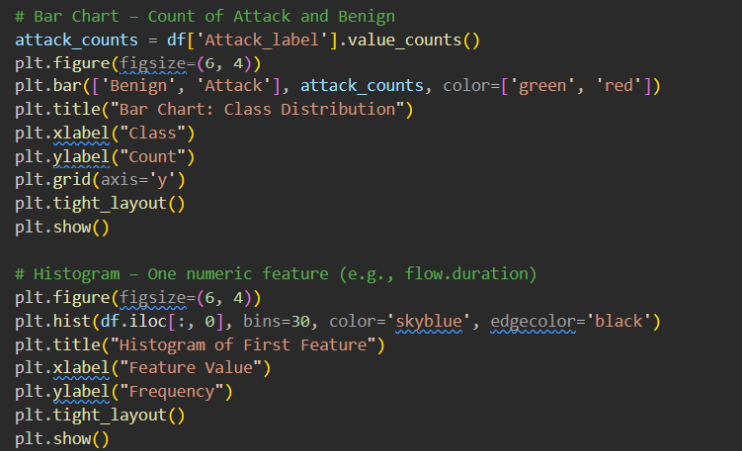 # Bar Chart – Count of Attack and Benign
attack_counts = df['Attack_label'].value_counts()
plt.figure(figsize=(6, 4))
plt.bar(['Benign', 'Attack'], attack_counts, color=['green', 'red'])
plt.title("Bar Chart: Class Distribution")
plt.xlabel("Class")
plt.ylabel("Count")
plt.grid(axis='y')
plt.tight_layout()
plt.show()
# Histogram – One numeric feature (e.g., flow.duration)
plt.figure(figsize=(6, 4))
plt.hist(df.iloc[:, 0], bins=30, color='skyblue', edgecolor='black')
plt.title("Histogram of First Feature")
plt.xlabel("Feature Value")
plt.ylabel("Frequency")
plt.tight_layout()
plt.show()